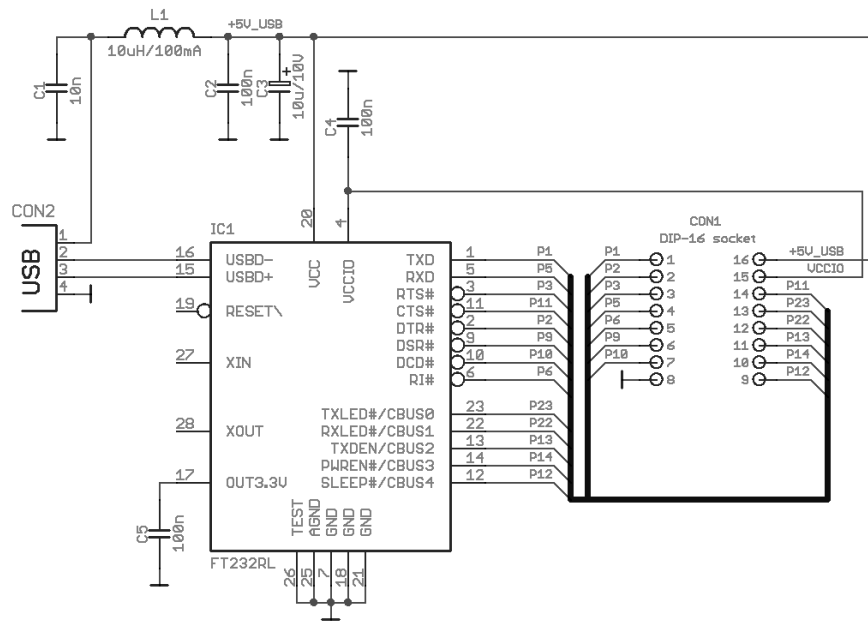 L1
+5V_USB
10uH/100mA
C1
10n
C2
100n
C3
+
10u/10V
C4
100n
CON2
USB
1
2
3
4
IC1
20
4
16 USBD-
15 USBD+
19 RESET\
27 XIN
28 XOUT
17 OUT3.3V
VCC
VCCIO
TXD 1 P1
RXD 5 P5
RTS# 3 P3
CTS# 11 P11
DTR# 2 P2
DSR# 9 P9
DCD# 10 P10
RI# 6 P6
TXLED#/CBUS0 23 P23
RXLED#/CBUS1 22 P22
TXDEN/CBUS2 13 P13
PWREN#/CBUS3 14 P14
SLEEP#/CBUS4 12 P12
TEST
AGND
GND
GND
GND
FT232RL
26
25
7
18
21
C5
100n
CON1
DIP-16 socket
P1 1 16 +5V_USB
P2 2 15 VCCIO
P3 3 14 P11
P5 4 13 P23
P6 5 12 P22
P9 6 11 P13
P10 7 10 P14
8 9 P12